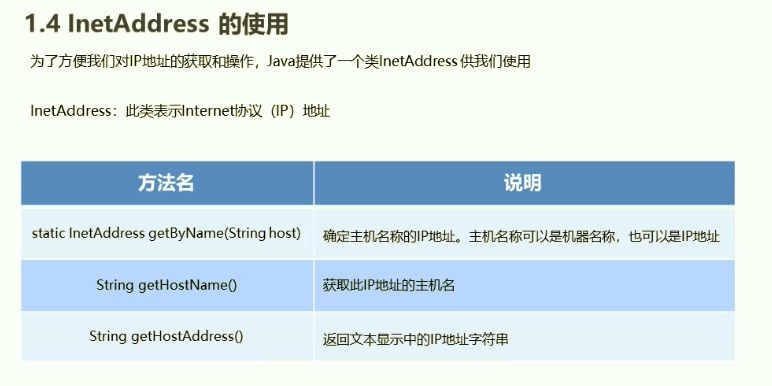 1.4 InetAddress 的使用
为了方便我们对IP地址的获取和操作，Java提供了一个类InetAddress 供我们使用
InetAddress：此类表示Internet协议（IP）地址
方法名 说明
static InetAddress getByName(String host) 确定主机名称的IP地址。主机名称可以是机器名称，也可以是IP地址
String getHostName() 获取此IP地址的主机名
String getHostAddress() 返回文本显示中的IP地址字符串